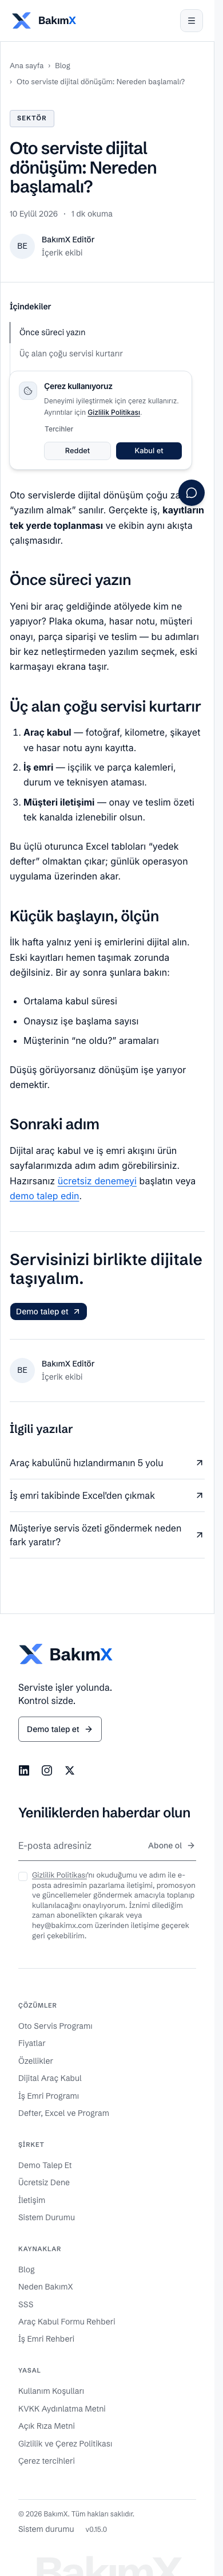 BakımX
Ana sayfa › Blog
› Oto serviste dijital dönüşüm: Nereden başlamalı?
SEKTÖR
Oto serviste dijital
dönüşüm: Nereden
başlamalı?
10 Eylül 2026 · 1 dk okuma
BE
BakımX Editör
İçerik ekibi
İçindekiler
Önce süreci yazın
Üç alan çoğu servisi kurtarır
Çerez kullanıyoruz
Deneyimi iyileştirmek için çerez kullanırız.
Ayrıntılar için Gizlilik Politikası.
Tercihler
Reddet
Kabul et
Oto servislerde dijital dönüşüm çoğu
“yazılım almak” sanılır. Gerçekte iş, kayıtların
tek yerde toplanması ve ekibin aynı akışta
çalışmasıdır.
Önce süreci yazın
Yeni bir araç geldiğinde atölyede kim ne
yapıyor? Plaka okuma, hasar notu, müşteri
onayı, parça siparişi ve teslim — bu adımları
bir kez netleştirmeden yazılım seçmek, eski
karmaşayı ekrana taşır.
Üç alan çoğu servisi kurtarır
1. Araç kabul — fotoğraf, kilometre, şikayet
ve hasar notu aynı kayıtta.
2. İş emri — işçilik ve parça kalemleri,
durum ve teknisyen ataması.
3. Müşteri iletişimi — onay ve teslim özeti
tek kanalda izlenebilir olsun.
Bu üçlü oturunca Excel tabloları “yedek
defter” olmaktan çıkar; günlük operasyon
uygulama üzerinden akar.
Küçük başlayın, ölçün
İlk hafta yalnız yeni iş emirlerini dijital alın.
Eski kayıtları hemen taşımak zorunda
değilsiniz. Bir ay sonra şunlara bakın:
• Ortalama kabul süresi
• Onaysız işe başlama sayısı
• Müşterinin “ne oldu?” aramaları
Düşüş görüyorsanız dönüşüm işe yarıyor
demektir.
Sonraki adım
Dijital araç kabul ve iş emri akışını ürün
sayfalarımızda adım adım görebilirsiniz.
Hazırsanız ücretsiz denemeyi başlatın veya
demo talep edin.
Servisinizi birlikte dijitale
taşıyalım.
Demo talep et
BE
BakımX Editör
İçerik ekibi
İlgili yazılar
Araç kabulünü hızlandırmanın 5 yolu
İş emri takibinde Excel’den çıkmak
Müşteriye servis özeti göndermek neden
fark yaratır?
BakımX
Serviste işler yolunda.
Kontrol sizde.
Demo talep et
Yeniliklerden haberdar olun
E-posta adresiniz
Abone ol
Gizlilik Politikası’nı okuduğumu ve adım ile e-
posta adresimin pazarlama iletişimi, promosyon
ve güncellemeler göndermek amacıyla toplanıp
kullanılacağını onaylıyorum. İznimi dilediğim
zaman abonelikten çıkarak veya
hey@bakimx.com üzerinden iletişime geçerek
geri çekebilirim.
ÇÖZÜMLER
Oto Servis Programı
Fiyatlar
Özellikler
Dijital Araç Kabul
İş Emri Programı
Defter, Excel ve Program
ŞİRKET
Demo Talep Et
Ücretsiz Dene
İletişim
Sistem Durumu
KAYNAKLAR
Blog
Neden BakımX
SSS
Araç Kabul Formu Rehberi
İş Emri Rehberi
YASAL
Kullanım Koşulları
KVKK Aydınlatma Metni
Açık Rıza Metni
Gizlilik ve Çerez Politikası
Çerez tercihleri
© 2026 BakımX. Tüm hakları saklıdır.
Sistem durumu v0.15.0
BakımX